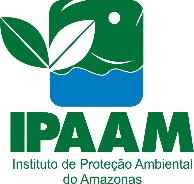 IPAAM
Instituto de Proteção Ambiental
do Amazonas